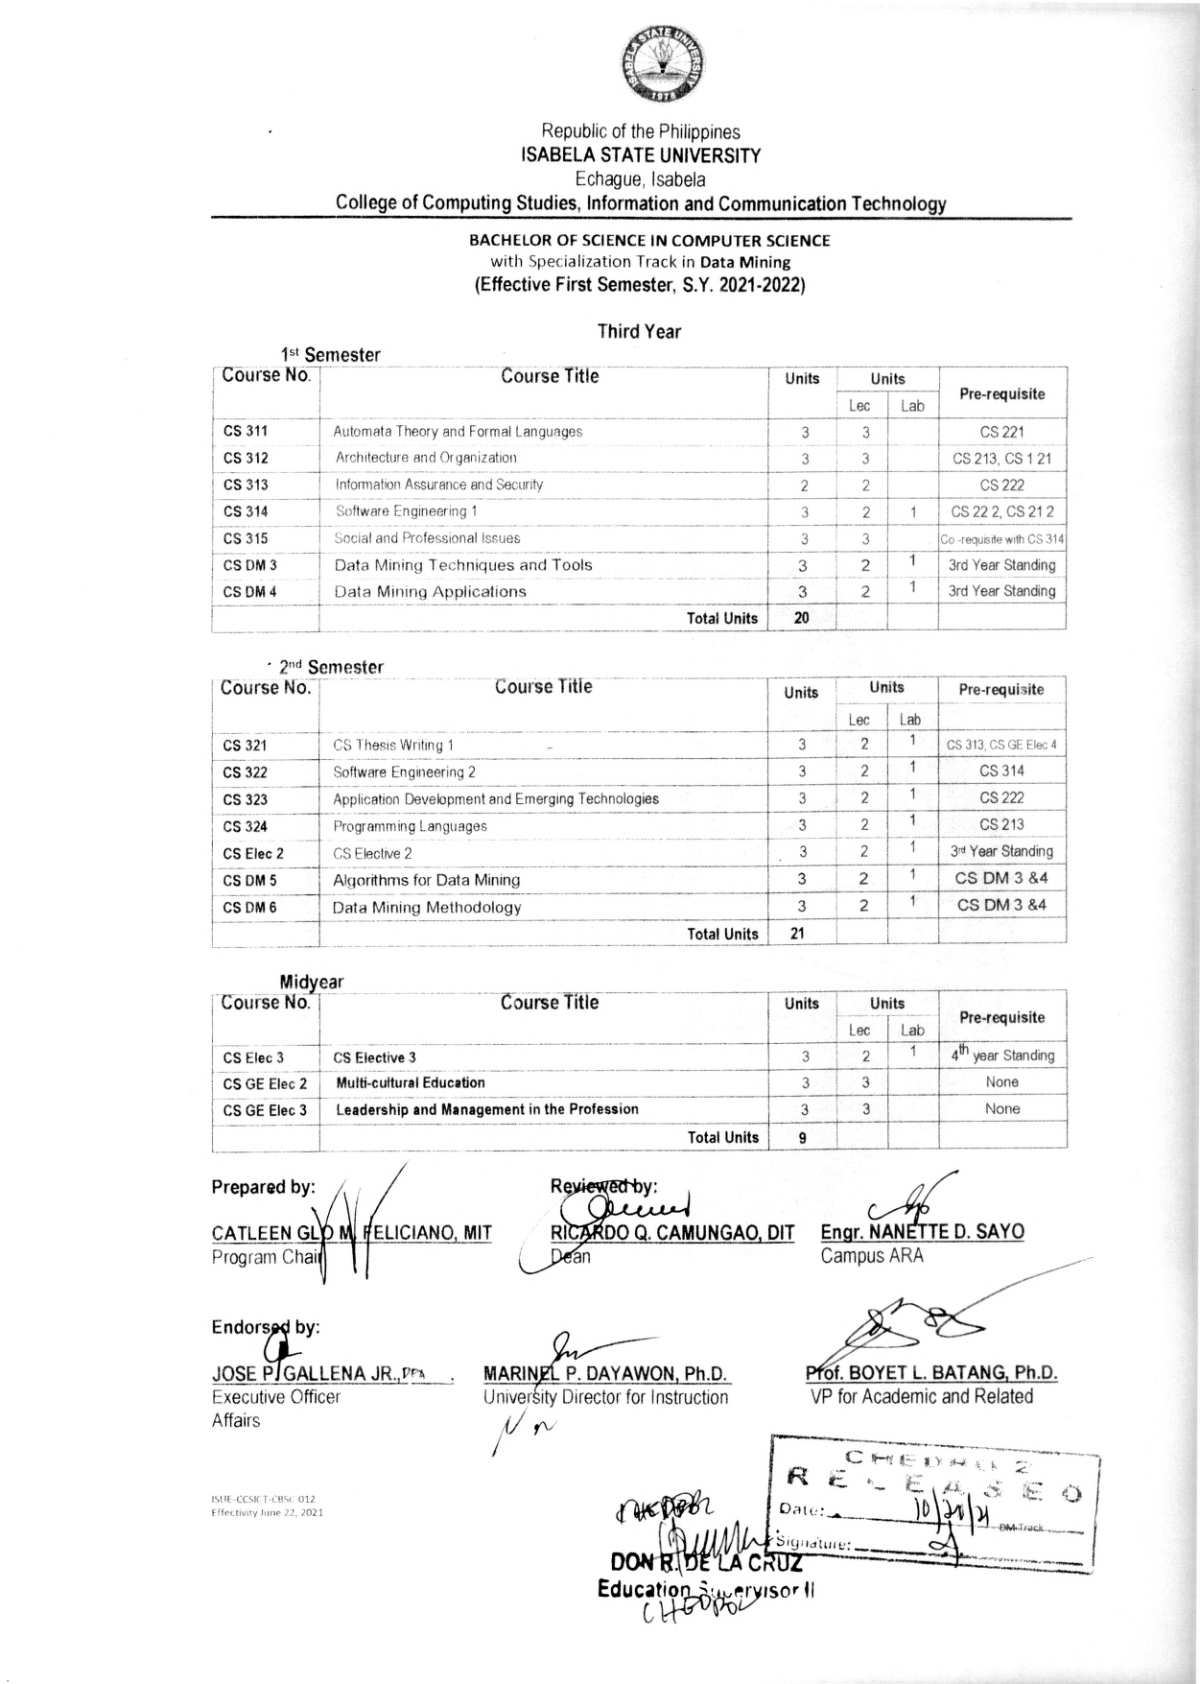 ISABELA STATE UNIVERSITY
1978
Republic of the Philippines
ISABELA STATE UNIVERSITY
Echague, Isabela
College of Computing Studies, Information and Communication Technology
BACHELOR OF SCIENCE IN COMPUTER SCIENCE
with Specialization Track in Data Mining
(Effective First Semester, S.Y. 2021-2022)
Third Year
1st Semester
Course No. Course Title Units Units Pre-requisite
Lec Lab
CS 311 Automata Theory and Formal Languages 3 3 CS 221
CS 312 Architecture and Organization 3 3 CS 213, CS 1 21
CS 313 Information Assurance and Security 2 2 CS 222
CS 314 Software Engineering 1 3 2 1 CS 22 2, CS 21 2
CS 315 Social and Professional Issues 3 3 Co -requisite with CS 314
CS DM 3 Data Mining Techniques and Tools 3 2 1 3rd Year Standing
CS DM 4 Data Mining Applications 3 2 1 3rd Year Standing
Total Units 20
2nd Semester
Course No. Course Title Units Units Pre-requisite
Lec Lab
CS 321 CS Thesis Writing 1 3 2 1 CS 313, CS GE Elec 4
CS 322 Software Engineering 2 3 2 1 CS 314
CS 323 Application Development and Emerging Technologies 3 2 1 CS 222
CS 324 Programming Languages 3 2 1 CS 213
CS Elec 2 CS Elective 2 3 2 1 3rd Year Standing
CS DM 5 Algorithms for Data Mining 3 2 1 CS DM 3 &4
CS DM 6 Data Mining Methodology 3 2 1 CS DM 3 &4
Total Units 21
Midyear
Course No. Course Title Units Units Pre-requisite
Lec Lab
CS Elec 3 CS Elective 3 3 2 1 4th year Standing
CS GE Elec 2 Multi-cultural Education 3 3 None
CS GE Elec 3 Leadership and Management in the Profession 3 3 None
Total Units 9
Prepared by: Reviewed by:
CATLEEN GLO M. FELICIANO, MIT RICARDO Q. CAMUNGAO, DIT Engr. NANETTE D. SAYO
Program Chair Dean Campus ARA
Endorsed by:
JOSE P. GALLENA JR., DPA MARINEL P. DAYAWON, Ph.D. Prof. BOYET L. BATANG, Ph.D.
Executive Officer University Director for Instruction VP for Academic and Related
Affairs
CHEDRO 2
RELEASED
Date: 10/20/21
DM-Track
Signature:
ISUE-CCSICT-CBSC-012
Effectivity June 22, 2021
DON R. DE LA CRUZ
Education Supervisor II